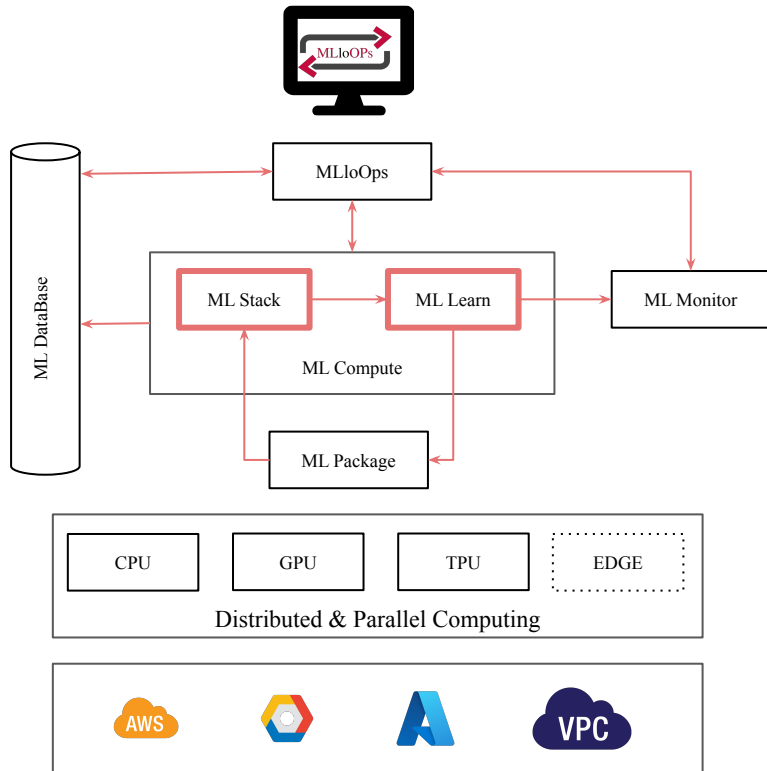 MLloOPs
MLloOps
ML DataBase
ML Stack
ML Learn
ML Monitor
ML Compute
ML Package
CPU
GPU
TPU
EDGE
Distributed & Parallel Computing
AWS
VPC